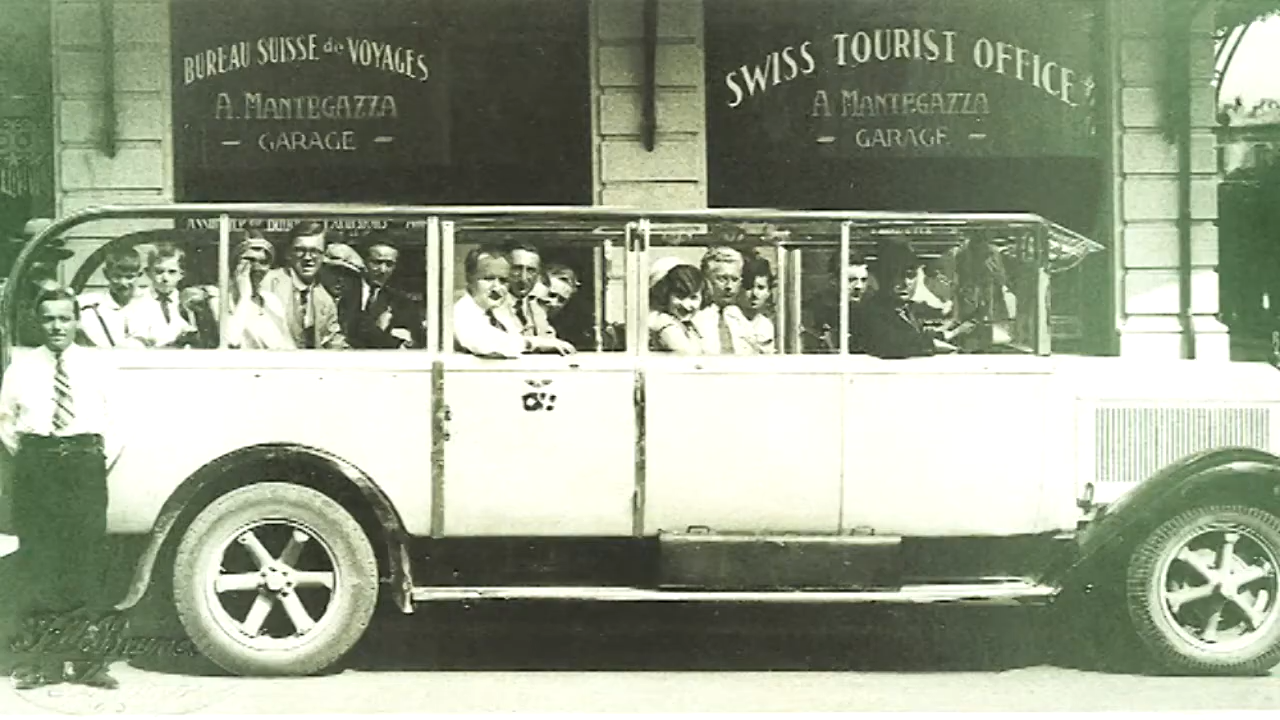 BUREAU SUISSE de VOYAGES
A. MANTEGAZZA
- GARAGE -
SWISS TOURIST OFFICE
A MANTEGAZZA
- GARAGE -